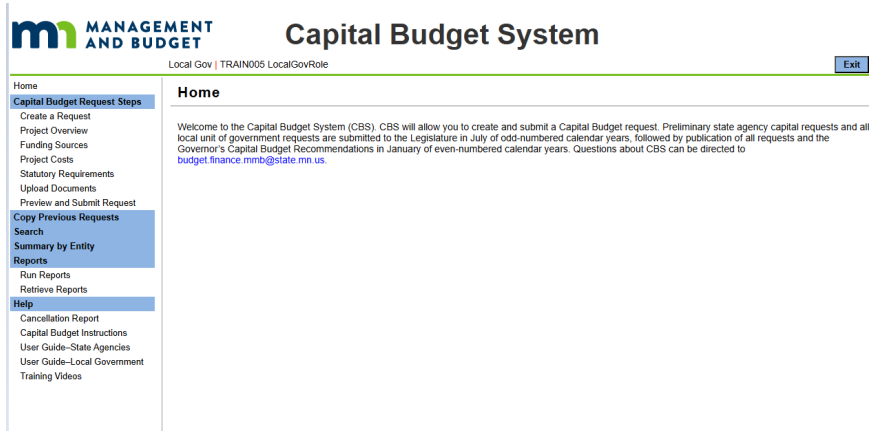 MANAGEMENT
AND BUDGET
Capital Budget System
Local Gov | TRAIN005 LocalGovRole
Exit
Home
Capital Budget Request Steps
Create a Request
Project Overview
Funding Sources
Project Costs
Statutory Requirements
Upload Documents
Preview and Submit Request
Copy Previous Requests
Search
Summary by Entity
Reports
Run Reports
Retrieve Reports
Help
Cancellation Report
Capital Budget Instructions
User Guide–State Agencies
User Guide–Local Government
Training Videos
Home
Welcome to the Capital Budget System (CBS). CBS will allow you to create and submit a Capital Budget request. Preliminary state agency capital requests and all
local unit of government requests are submitted to the Legislature in July of odd-numbered calendar years, followed by publication of all requests and the
Governor's Capital Budget Recommendations in January of even-numbered calendar years. Questions about CBS can be directed to
budget.finance.mmb@state.mn.us.